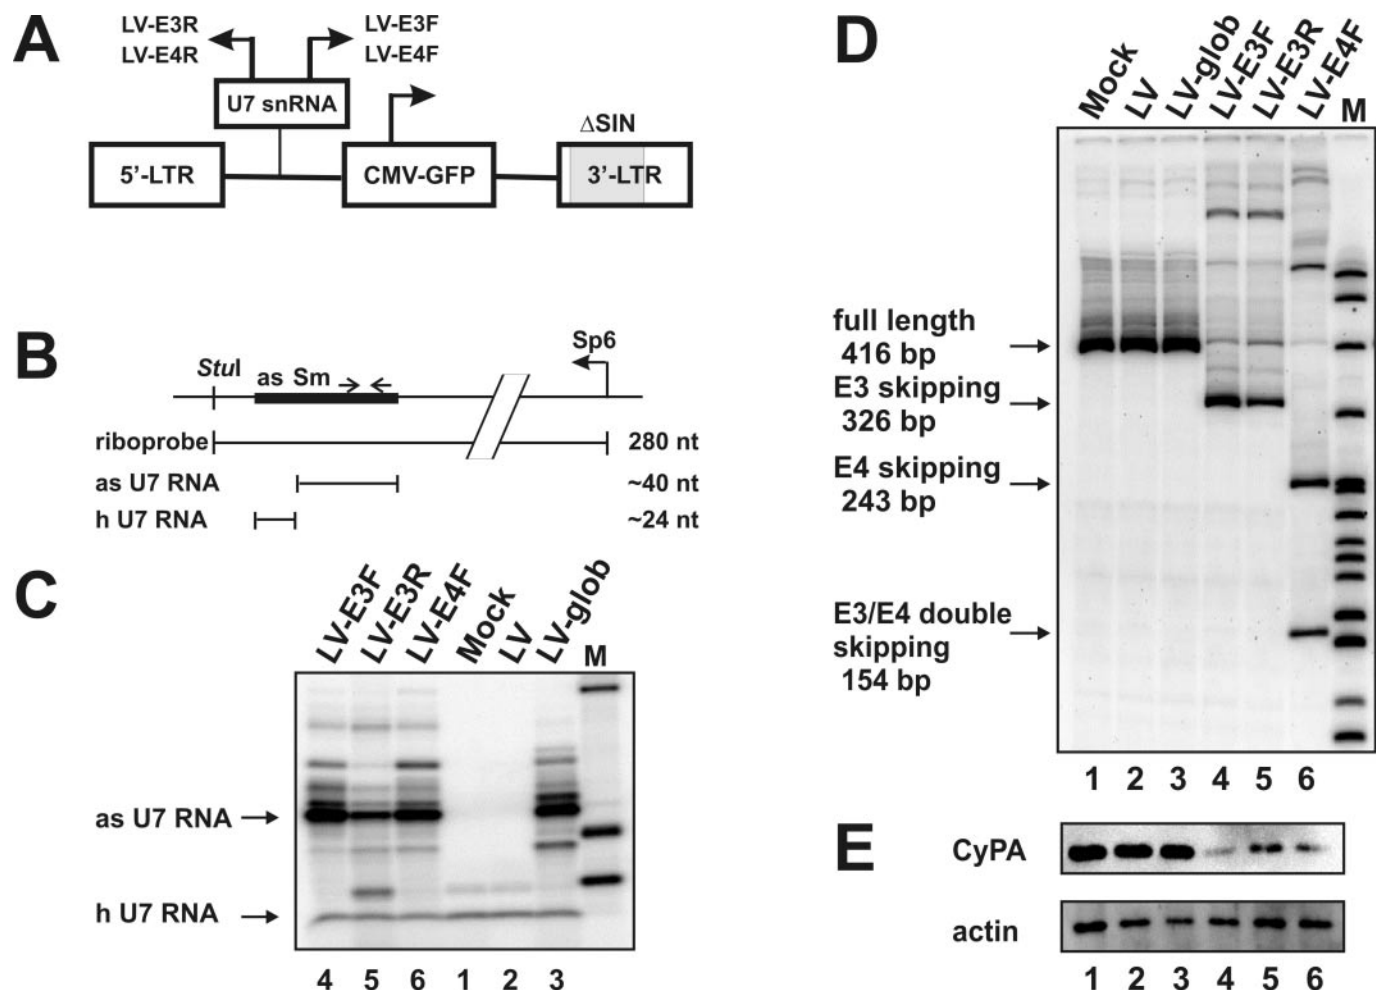 A
LV-E3R
LV-E4R
LV-E3F
LV-E4F
U7 snRNA
ΔSIN
5'-LTR
CMV-GFP
3'-LTR
B
Sp6
StuI
as Sm
riboprobe
280 nt
as U7 RNA
~40 nt
h U7 RNA
~24 nt
C
LV-E3F
LV-E3R
LV-E4F
Mock
LV
LV-glob
M
as U7 RNA
h U7 RNA
4 5 6 1 2 3
D
Mock
LV
LV-glob
LV-E3F
LV-E3R
LV-E4F
M
full length
416 bp
E3 skipping
326 bp
E4 skipping
243 bp
E3/E4 double
skipping
154 bp
1 2 3 4 5 6
E
CyPA
actin
1 2 3 4 5 6